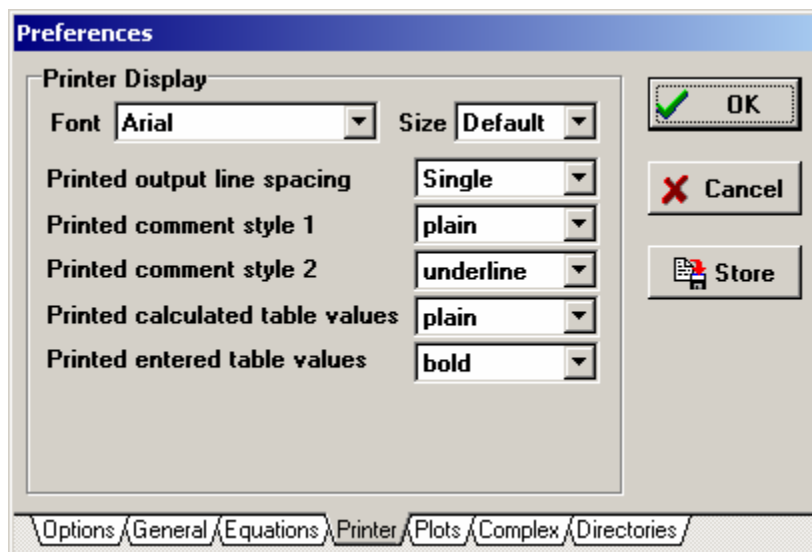 Preferences
Printer Display
Font Arial Size Default
Printed output line spacing Single
Printed comment style 1 plain
Printed comment style 2 underline
Printed calculated table values plain
Printed entered table values bold
OK
Cancel
Store
Options General Equations Printer Plots Complex Directories